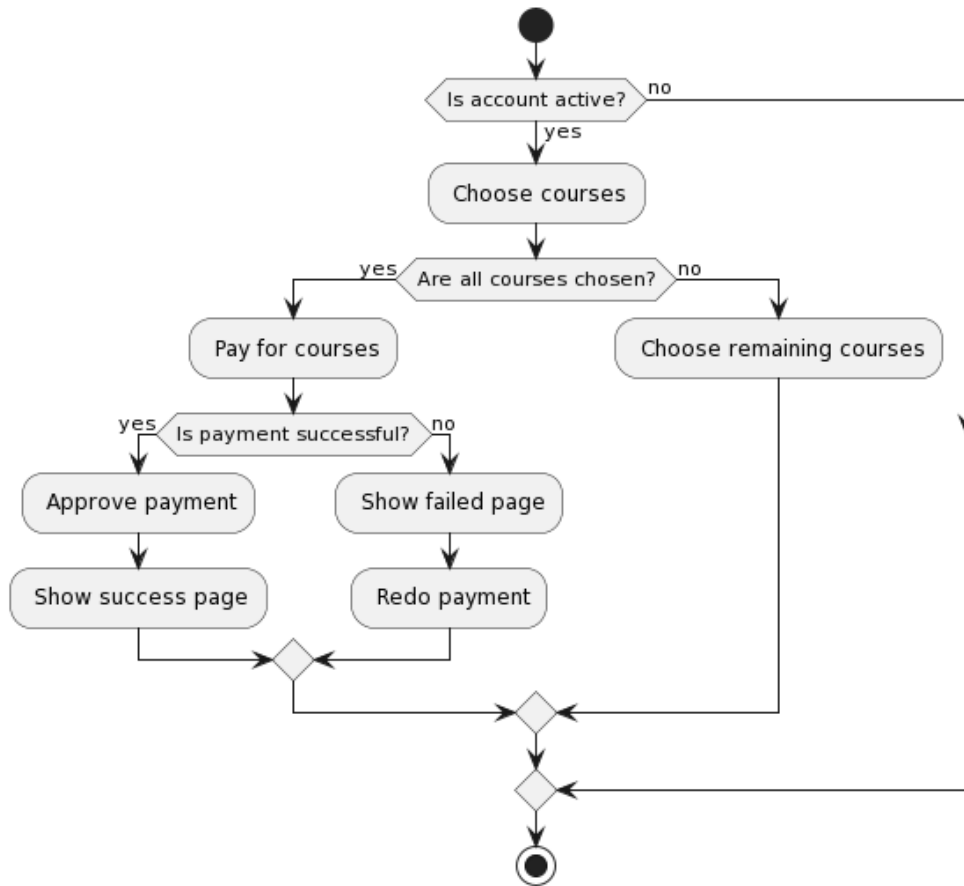 Is account active?
no
yes
Choose courses
yes
Are all courses chosen?
no
Pay for courses
Choose remaining courses
yes
Is payment successful?
no
Approve payment
Show failed page
Show success page
Redo payment